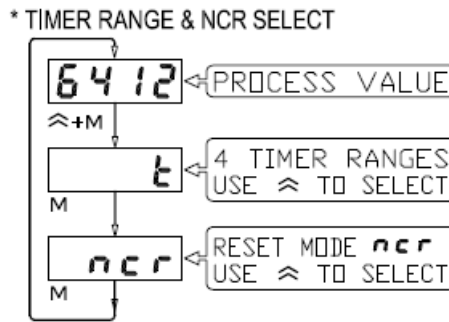 * TIMER RANGE & NCR SELECT
6412 PROCESS VALUE
≪+M
t 4 TIMER RANGES
USE ≪ TO SELECT
M
ncr RESET MODE ncr
USE ≪ TO SELECT
M